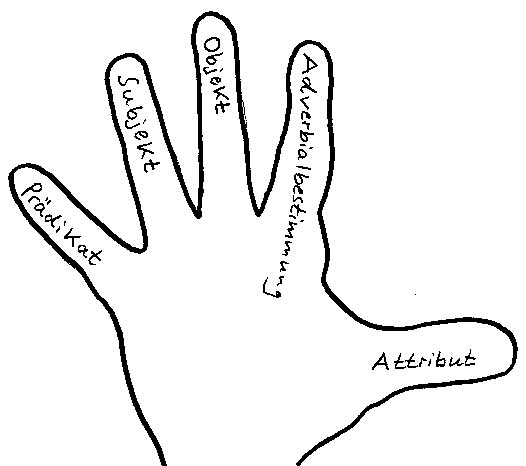 Prädikat
Subjekt
Objekt
Adverbialbestimmung
Attribut